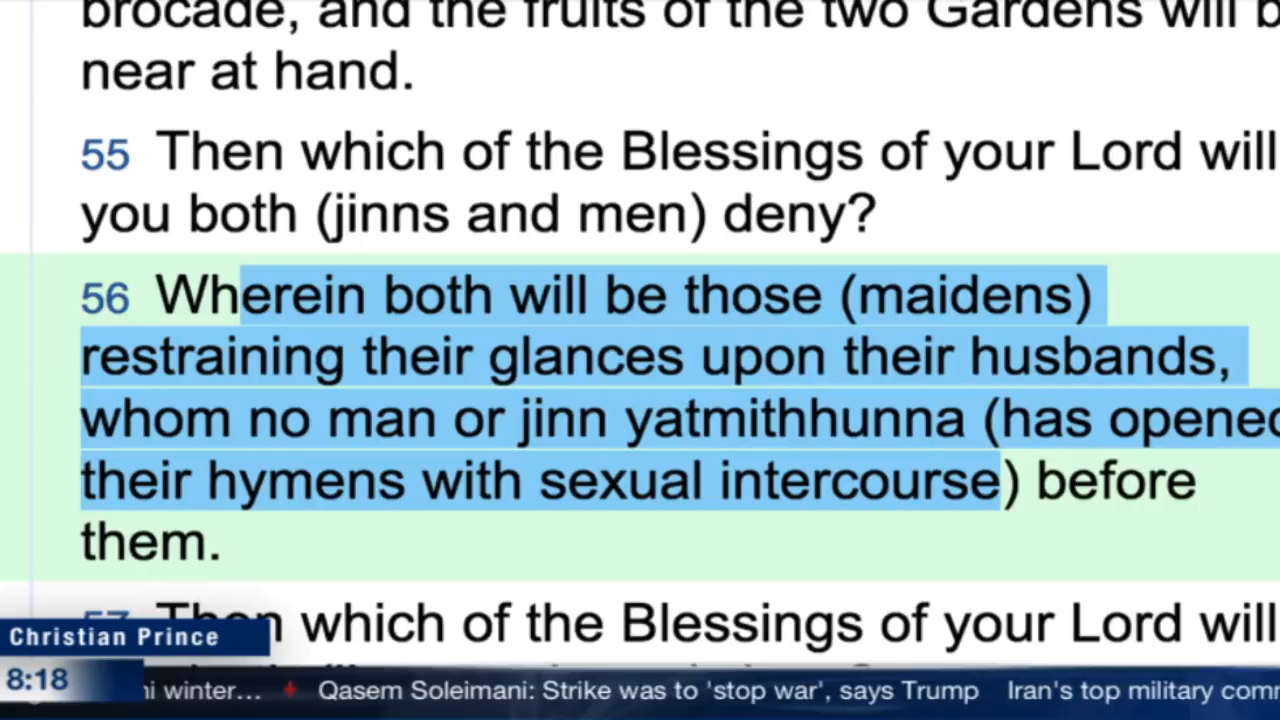 brocade, and the fruits of the two Gardens will b
near at hand.
55 Then which of the Blessings of your Lord will
you both (jinns and men) deny?
56 Wherein both will be those (maidens)
restraining their glances upon their husbands,
whom no man or jinn yatmithhunna (has opened
their hymens with sexual intercourse) before
them.
57 Then which of the Blessings of your Lord will
Christian Prince
8:18
ni winter... Qasem Soleimani: Strike was to 'stop war', says Trump Iran's top military comm